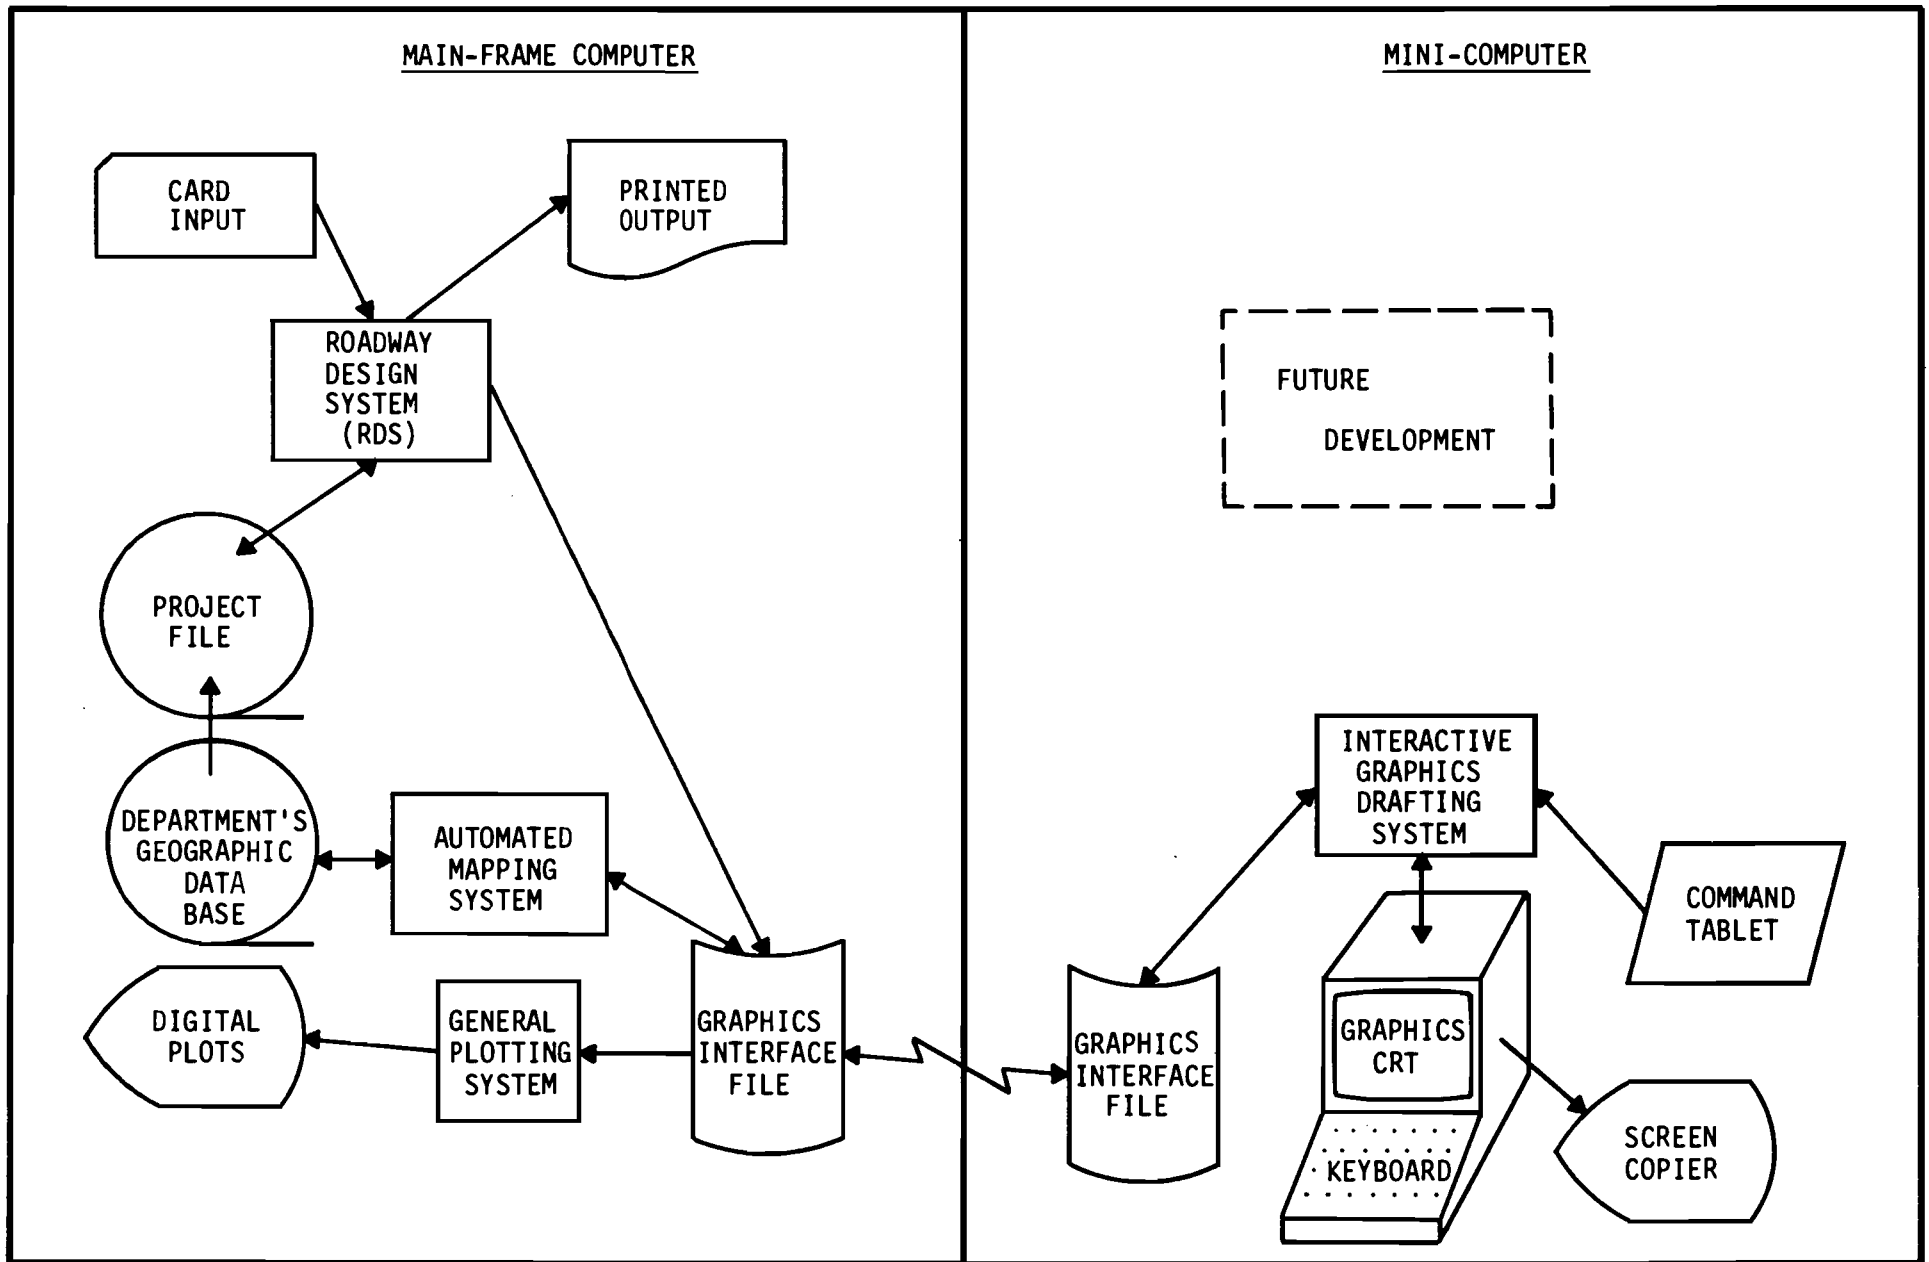 MAIN-FRAME COMPUTER
MINI-COMPUTER
CARD
INPUT
PRINTED
OUTPUT
ROADWAY
DESIGN
SYSTEM
(RDS)
FUTURE
DEVELOPMENT
PROJECT
FILE
DEPARTMENT'S
GEOGRAPHIC
DATA
BASE
AUTOMATED
MAPPING
SYSTEM
DIGITAL
PLOTS
GENERAL
PLOTTING
SYSTEM
GRAPHICS
INTERFACE
FILE
GRAPHICS
INTERFACE
FILE
INTERACTIVE
GRAPHICS
DRAFTING
SYSTEM
COMMAND
TABLET
GRAPHICS
CRT
KEYBOARD
SCREEN
COPIER